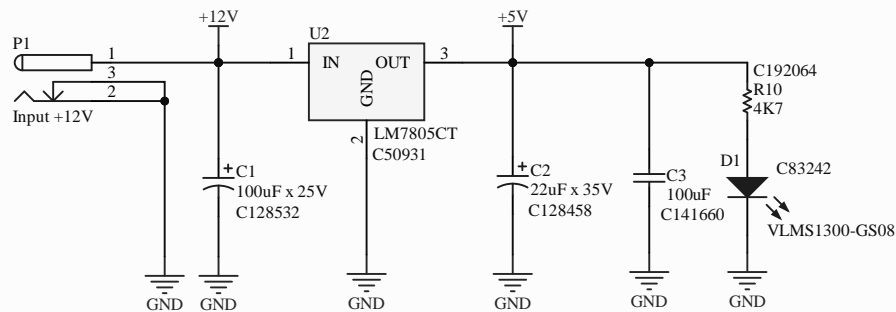 +12V
+5V
P1
U2
1
1
3
3
2
IN
OUT
GND
2
Input +12V
LM7805CT
C50931
C192064
R10
4K7
C1
100uF x 25V
C128532
C2
22uF x 35V
C128458
C3
100uF
C141660
D1
C83242
VLMS1300-GS08
GND
GND
GND
GND
GND
GND